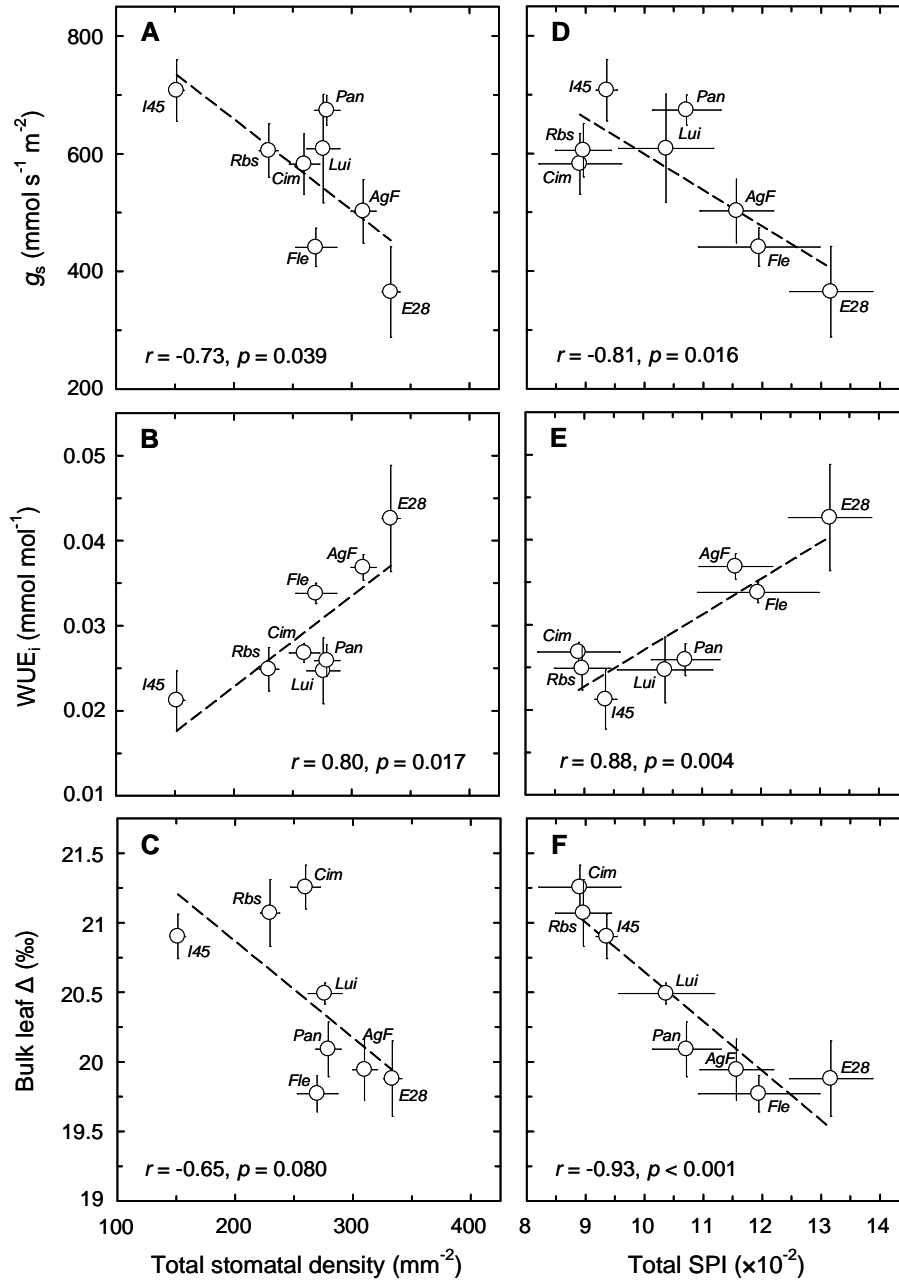 A
800
600
400
200
gs (mmol s⁻¹ m⁻²)
I45
Rbs
Cim
Lui
Pan
Fle
AgF
E28
r = -0.73, p = 0.039
D
I45
Rbs
Cim
Pan
Lui
AgF
Fle
E28
r = -0.81, p = 0.016
B
0.05
0.04
0.03
0.02
0.01
WUEi (mmol mol⁻¹)
E28
AgF
Fle
Cim
Rbs
Pan
Lui
I45
r = 0.80, p = 0.017
E
E28
AgF
Fle
Cim
Rbs
Pan
Lui
I45
r = 0.88, p = 0.004
C
21.5
21
20.5
20
19.5
19
Bulk leaf Δ (‰)
Cim
Rbs
I45
Lui
Pan
AgF
Fle
E28
r = -0.65, p = 0.080
100 200 300 400
Total stomatal density (mm⁻²)
F
Cim
Rbs
I45
Lui
Pan
AgF
E28
Fle
r = -0.93, p < 0.001
8 9 10 11 12 13 14
Total SPI (×10⁻²)